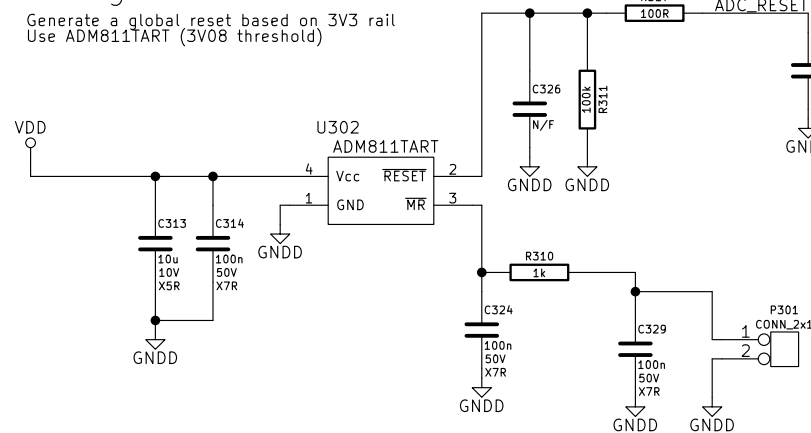 Generate a global reset based on 3V3 rail
Use ADM811TART (3V08 threshold)
100R
ADC_RESET
C326
N/F
100k
R311
GNDD
GNDD
VDD
U302
ADM811TART
4
Vcc
RESET
2
1
GND
MR
3
GNDD
C313
10u
10V
X5R
C314
100n
50V
X7R
GNDD
R310
1k
C324
100n
50V
X7R
GNDD
C329
100n
50V
X7R
GNDD
P301
CONN_2x1
1
2
GNDD